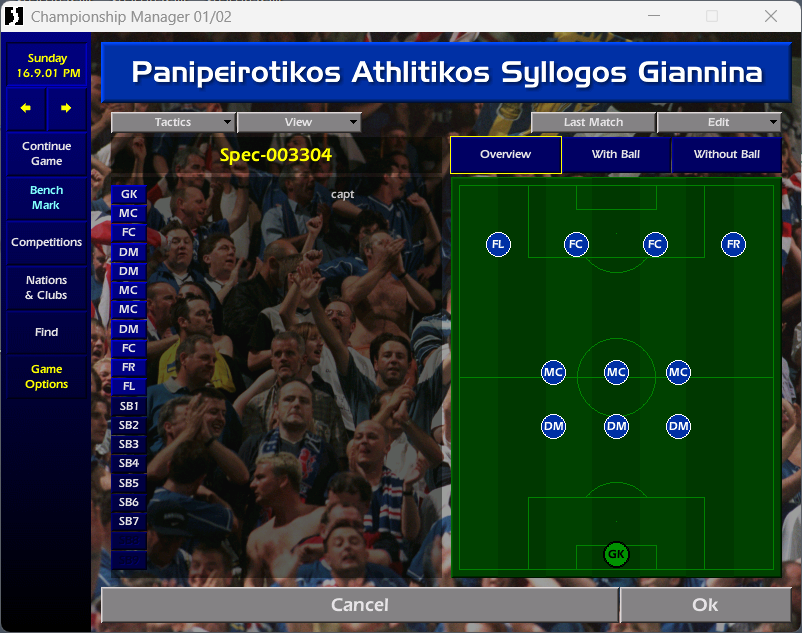 Championship Manager 01/02
Sunday
16.9.01 PM
Continue
Game
Bench
Mark
Competitions
Nations
& Clubs
Find
Game
Options
Panipeirotikos Athlitikos Syllogos Giannina
Tactics View Last Match Edit
Spec-003304
Overview With Ball Without Ball
GK capt
MC
FC
DM
DM
MC
MC
DM
FC
FR
FL
SB1
SB2
SB3
SB4
SB5
SB6
SB7
FL FC FC FR
MC MC MC
DM DM DM
GK
Cancel Ok